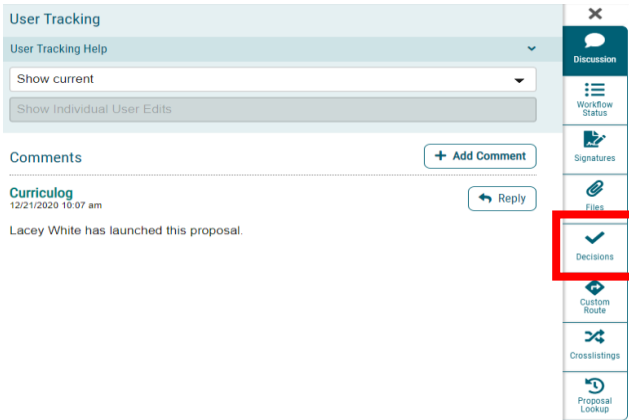 User Tracking
User Tracking Help
Show current
Show Individual User Edits
Comments
+ Add Comment
Curriculog
12/21/2020 10:07 am
Reply
Lacey White has launched this proposal.
Discussion
Workflow
Status
Signatures
Files
Decisions
Custom
Route
Crosslistings
Proposal
Lookup